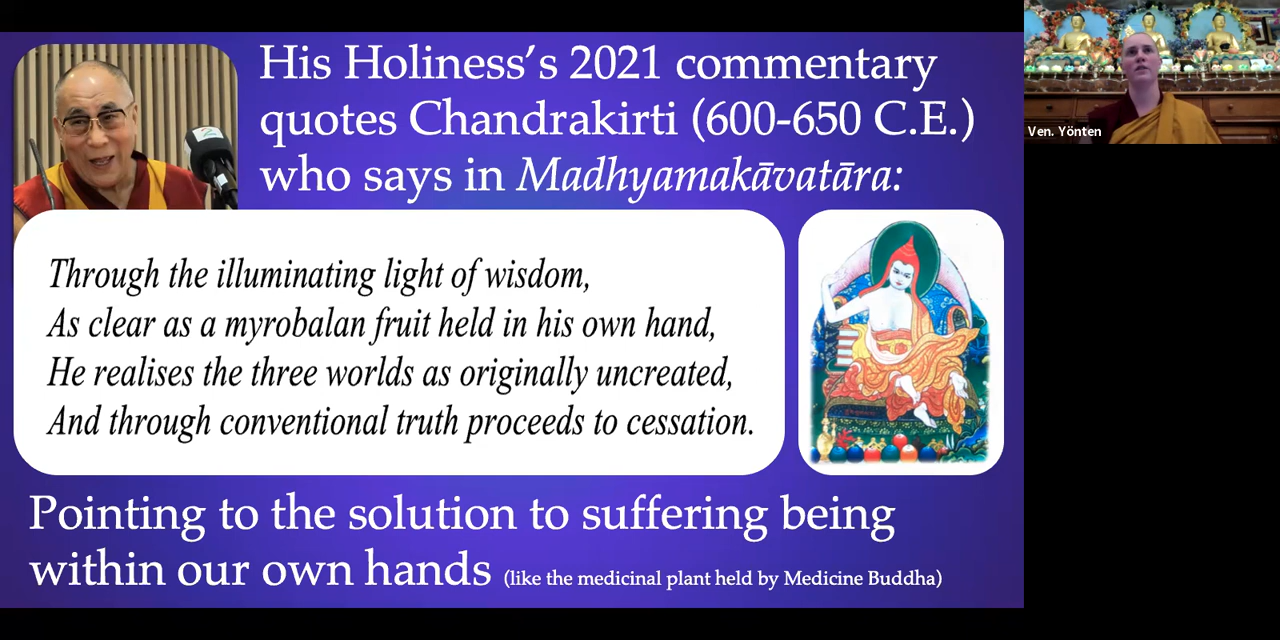 His Holiness's 2021 commentary
quotes Chandrakirti (600-650 C.E.)
who says in Madhyamakāvatāra:
Through the illuminating light of wisdom,
As clear as a myrobalan fruit held in his own hand,
He realises the three worlds as originally uncreated,
And through conventional truth proceeds to cessation.
Pointing to the solution to suffering being
within our own hands (like the medicinal plant held by Medicine Buddha)
Ven. Yönten